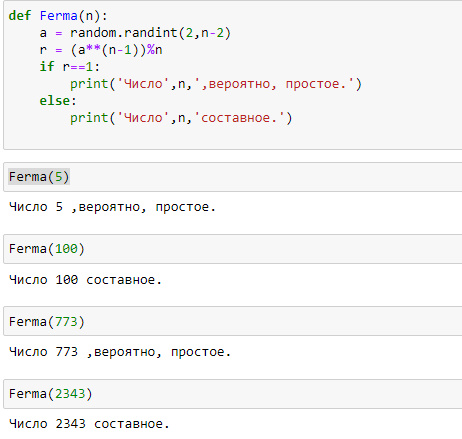 def Ferma(n):
    a = random.randint(2,n-2)
    r = (a**(n-1))%n
    if r==1:
        print('Число',n,',вероятно, простое.')
    else:
        print('Число',n,'составное.')
Ferma(5)
Число 5 ,вероятно, простое.
Ferma(100)
Число 100 составное.
Ferma(773)
Число 773 ,вероятно, простое.
Ferma(2343)
Число 2343 составное.